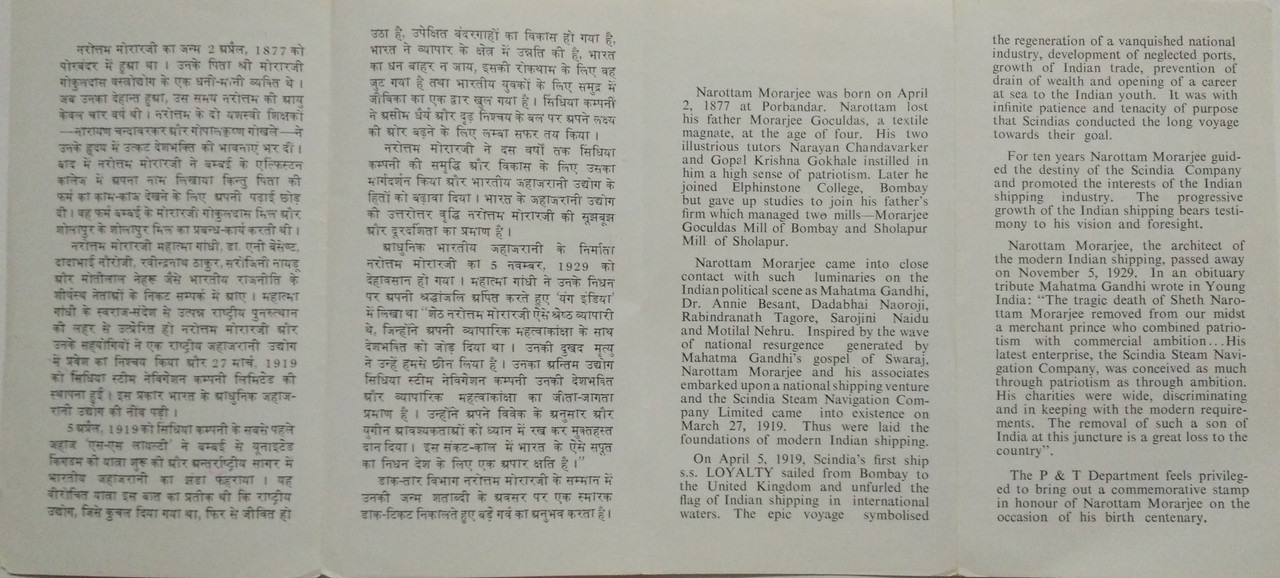 नरोत्तम मोरारजी का जन्म 2 अप्रैल, 1877 को
पोरबंदर में हुआ था । उनके पिता श्री मोरारजी
गोकुलदास वस्त्रोद्योग के एक धनी-मानी व्यक्ति थे ।
जब उनका देहान्त हुआ, उस समय नरोत्तम की आयु
केवल चार वर्ष थी । नरोत्तम के दो यशस्वी शिक्षकों
—नारायण चन्दावरकर और गोपालकृष्ण गोखले—ने
उनके हृदय में उत्कट देशभक्ति की भावनाएं भर दीं ।
बाद में नरोत्तम मोरारजी ने बम्बई के एल्फिंस्टन
कालेज में अपना नाम लिखाया किन्तु पिता की
फर्म का काम-काज देखने के लिए अपनी पढ़ाई छोड़
दी । यह फर्म बम्बई के मोरारजी गोकुलदास मिल और
शोलापुर के शोलापुर मिल का प्रबन्ध-कार्य करती थी ।
नरोत्तम मोरारजी महात्मा गांधी, डा. एनी बेसेण्ट,
दादाभाई नौरोजी, रवीन्द्रनाथ ठाकुर, सरोजिनी नायडू
और मोतीलाल नेहरू जैसे भारतीय राजनीति के
शीर्षस्थ नेताओं के निकट सम्पर्क में आए । महात्मा
गांधी के स्वराज-संदेश से उत्पन्न राष्ट्रीय पुनरुत्थान
की लहर से उत्प्रेरित हो नरोत्तम मोरारजी और
उनके सहयोगियों ने एक राष्ट्रीय जहाजरानी उद्योग
में प्रवेश का निश्चय किया और 27 मार्च, 1919
को सिंधिया स्टीम नेविगेशन कम्पनी लिमिटेड की
स्थापना हुई । इस प्रकार भारत के आधुनिक जहाज-
रानी उद्योग की नींव पड़ी ।
5 अप्रैल, 1919 को सिंधिया कम्पनी के सबसे पहले
जहाज 'एस-एस लायल्टी' ने बम्बई से यूनाइटेड
किंगडम की यात्रा शुरू की और अन्तर्राष्ट्रीय सागर में
भारतीय जहाजरानी का झंडा फहराया । यह
वीरोचित यात्रा इस बात का प्रतीक थी कि राष्ट्रीय
उद्योग, जिसे कुचल दिया गया था, फिर से जीवित हो
उठा है, उपेक्षित बंदरगाहों का विकास हो गया है,
भारत ने व्यापार के क्षेत्र में उन्नति की है, भारत
का धन बाहर न जाय, इसकी रोकथाम के लिए वह
जुट गया है तथा भारतीय युवकों के लिए समुद्र में
जीविका का एक द्वार खुल गया है । सिंधिया कम्पनी
ने असीम धैर्य और दृढ़ निश्चय के बल पर अपने लक्ष्य
की ओर बढ़ने के लिए लम्बा सफर तय किया ।
नरोत्तम मोरारजी ने दस वर्षों तक सिंधिया
कम्पनी की समृद्धि और विकास के लिए उसका
मार्गदर्शन किया और भारतीय जहाजरानी उद्योग के
हितों को बढ़ावा दिया । भारत के जहाजरानी उद्योग
की उत्तरोत्तर वृद्धि नरोत्तम मोरारजी की सूझबूझ
और दूरदर्शिता का प्रमाण है ।
आधुनिक भारतीय जहाजरानी के निर्माता
नरोत्तम मोरारजी का 5 नवम्बर, 1929 को
देहावसान हो गया । महात्मा गांधी ने उनके निधन
पर अपनी श्रद्धांजलि अर्पित करते हुए 'यंग इंडिया'
में लिखा था "शेठ नरोत्तम मोरारजी ऐसे श्रेष्ठ व्यापारी
थे, जिन्होंने अपनी व्यापारिक महत्वाकांक्षा के साथ
देशभक्ति को जोड़ दिया था । उनकी दुखद मृत्यु
ने उन्हें हमसे छीन लिया है । उनका अन्तिम उद्योग
सिंधिया स्टीम नेविगेशन कम्पनी उनकी देशभक्ति
और व्यापारिक महत्वाकांक्षा का जीता-जागता
प्रमाण है । उन्होंने अपने विवेक के अनुसार और
युगीन आवश्यकताओं को ध्यान में रख कर मुक्तहस्त
दान दिया । इस संकट-काल में भारत के ऐसे सपूत
का निधन देश के लिए एक अपार क्षति है ।"
डाक-तार विभाग नरोत्तम मोरारजी के सम्मान में
उनकी जन्म शताब्दी के अवसर पर एक स्मारक
डाक-टिकट निकालते हुए बड़े गर्व का अनुभव करता है ।
Narottam Morarjee was born on April
2, 1877 at Porbandar. Narottam lost
his father Morarjee Goculdas, a textile
magnate, at the age of four. His two
illustrious tutors Narayan Chandavarker
and Gopal Krishna Gokhale instilled in
him a high sense of patriotism. Later he
joined Elphinstone College, Bombay
but gave up studies to join his father's
firm which managed two mills—Morarjee
Goculdas Mill of Bombay and Sholapur
Mill of Sholapur.
Narottam Morarjee came into close
contact with such luminaries on the
Indian political scene as Mahatma Gandhi,
Dr. Annie Besant, Dadabhai Naoroji,
Rabindranath Tagore, Sarojini Naidu
and Motilal Nehru. Inspired by the wave
of national resurgence generated by
Mahatma Gandhi's gospel of Swaraj,
Narottam Morarjee and his associates
embarked upon a national shipping venture
and the Scindia Steam Navigation Com-
pany Limited came into existence on
March 27, 1919. Thus were laid the
foundations of modern Indian shipping.
On April 5, 1919, Scindia's first ship
s.s. LOYALTY sailed from Bombay to
the United Kingdom and unfurled the
flag of Indian shipping in international
waters. The epic voyage symbolised
the regeneration of a vanquished national
industry, development of neglected ports,
growth of Indian trade, prevention of
drain of wealth and opening of a career
at sea to the Indian youth. It was with
infinite patience and tenacity of purpose
that Scindias conducted the long voyage
towards their goal.
For ten years Narottam Morarjee guid-
ed the destiny of the Scindia Company
and promoted the interests of the Indian
shipping industry. The progressive
growth of the Indian shipping bears testi-
mony to his vision and foresight.
Narottam Morarjee, the architect of
the modern Indian shipping, passed away
on November 5, 1929. In an obituary
tribute Mahatma Gandhi wrote in Young
India: "The tragic death of Sheth Naro-
ttam Morarjee removed from our midst
a merchant prince who combined patrio-
tism with commercial ambition...His
latest enterprise, the Scindia Steam Navi-
gation Company, was conceived as much
through patriotism as through ambition.
His charities were wide, discriminating
and in keeping with the modern require-
ments. The removal of such a son of
India at this juncture is a great loss to the
country".
The P & T Department feels privileg-
ed to bring out a commemorative stamp
in honour of Narottam Morarjee on the
occasion of his birth centenary.